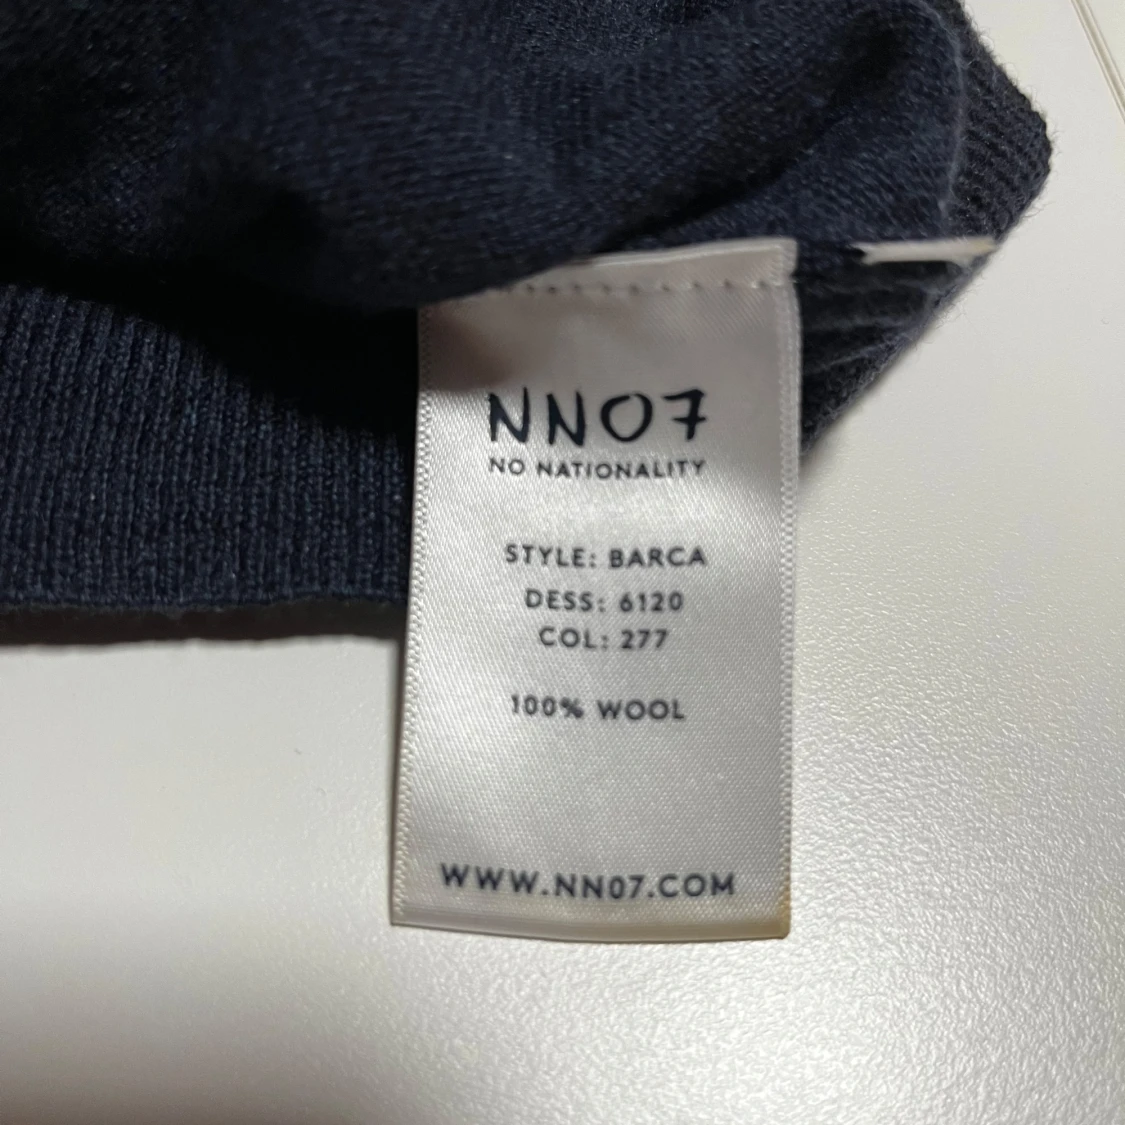 NN07
NO NATIONALITY
STYLE: BARCA
DESS: 6120
COL: 277
100% WOOL
WWW.NN07.COM